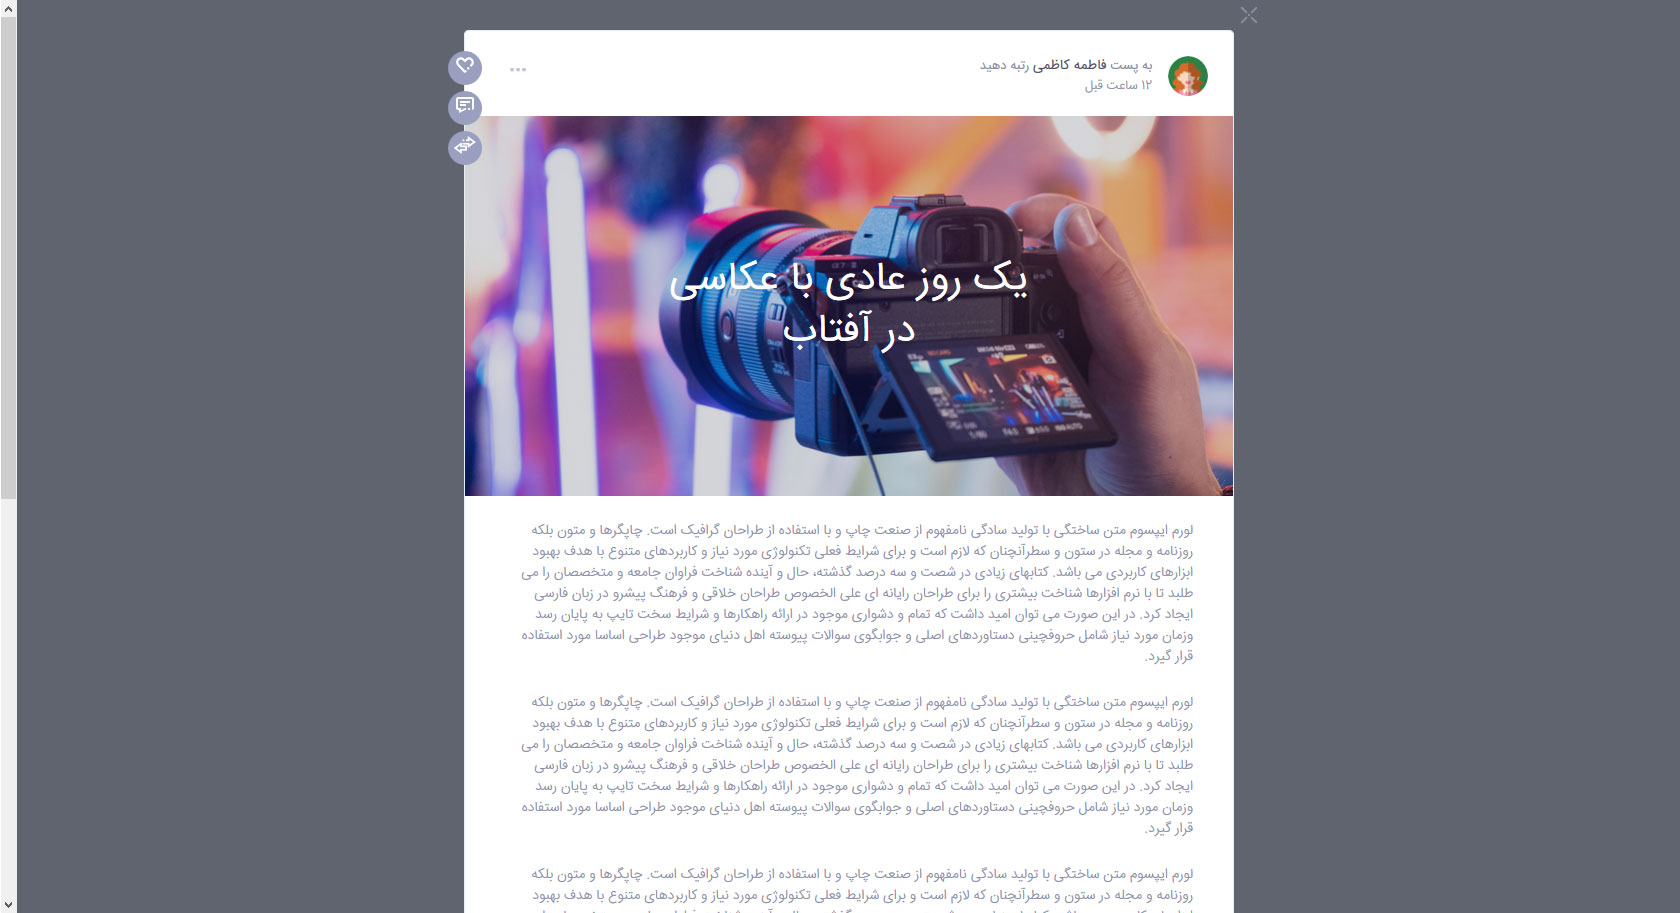 به پست فاطمه کاظمی رتبه دهید
۱۲ ساعت قبل
یک روز عادی با عکاسی
در آفتاب
لورم ایپسوم متن ساختگی با تولید سادگی نامفهوم از صنعت چاپ و با استفاده از طراحان گرافیک است. چاپگرها و متون بلکه
روزنامه و مجله در ستون و سطرآنچنان که لازم است و برای شرایط فعلی تکنولوژی مورد نیاز و کاربردهای متنوع با هدف بهبود
ابزارهای کاربردی می باشد. کتابهای زیادی در شصت و سه درصد گذشته، حال و آینده شناخت فراوان جامعه و متخصصان را می
طلبد تا با نرم افزارها شناخت بیشتری را برای طراحان رایانه ای علی الخصوص طراحان خلاقی و فرهنگ پیشرو در زبان فارسی
ایجاد کرد. در این صورت می توان امید داشت که تمام و دشواری موجود در ارائه راهکارها و شرایط سخت تایپ به پایان رسد
وزمان مورد نیاز شامل حروفچینی دستاوردهای اصلی و جوابگوی سوالات پیوسته اهل دنیای موجود طراحی اساسا مورد استفاده
قرار گیرد.
لورم ایپسوم متن ساختگی با تولید سادگی نامفهوم از صنعت چاپ و با استفاده از طراحان گرافیک است. چاپگرها و متون بلکه
روزنامه و مجله در ستون و سطرآنچنان که لازم است و برای شرایط فعلی تکنولوژی مورد نیاز و کاربردهای متنوع با هدف بهبود
ابزارهای کاربردی می باشد. کتابهای زیادی در شصت و سه درصد گذشته، حال و آینده شناخت فراوان جامعه و متخصصان را می
طلبد تا با نرم افزارها شناخت بیشتری را برای طراحان رایانه ای علی الخصوص طراحان خلاقی و فرهنگ پیشرو در زبان فارسی
ایجاد کرد. در این صورت می توان امید داشت که تمام و دشواری موجود در ارائه راهکارها و شرایط سخت تایپ به پایان رسد
وزمان مورد نیاز شامل حروفچینی دستاوردهای اصلی و جوابگوی سوالات پیوسته اهل دنیای موجود طراحی اساسا مورد استفاده
قرار گیرد.
لورم ایپسوم متن ساختگی با تولید سادگی نامفهوم از صنعت چاپ و با استفاده از طراحان گرافیک است. چاپگرها و متون بلکه
روزنامه و مجله در ستون و سطرآنچنان که لازم است و برای شرایط فعلی تکنولوژی مورد نیاز و کاربردهای متنوع با هدف بهبود